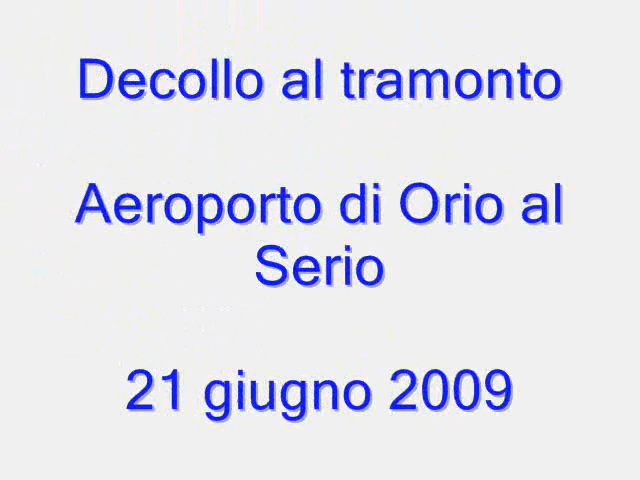 Decollo al tramonto
Aeroporto di Orio al
Serio
21 giugno 2009